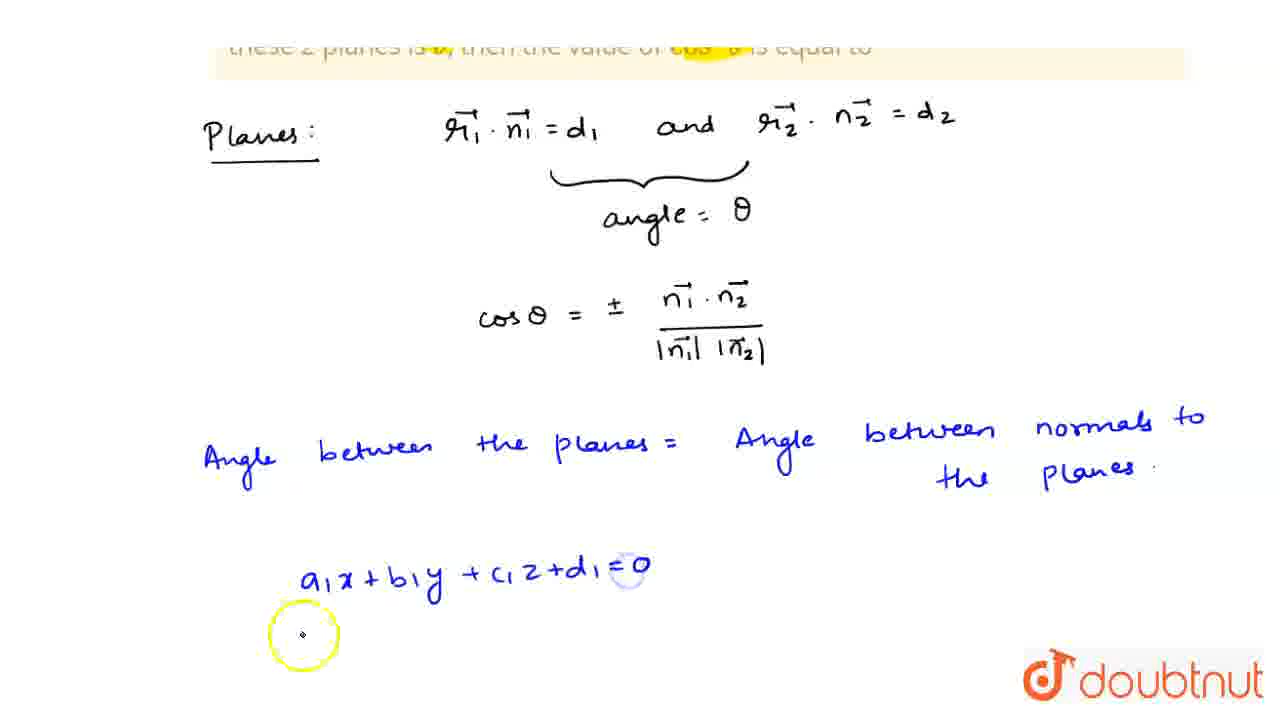 these 2 planes is θ, then the value of cos² θ is equal to
Planes: r₁⃗ · n₁⃗ = d₁ and r₂⃗ · n₂⃗ = d₂
angle = θ
cos θ = ± n₁⃗ · n₂⃗ / |n₁⃗| |n₂⃗|
Angle between the planes = Angle between normals to
the planes.
a₁x + b₁y + c₁z + d₁ = 0
doubtnut